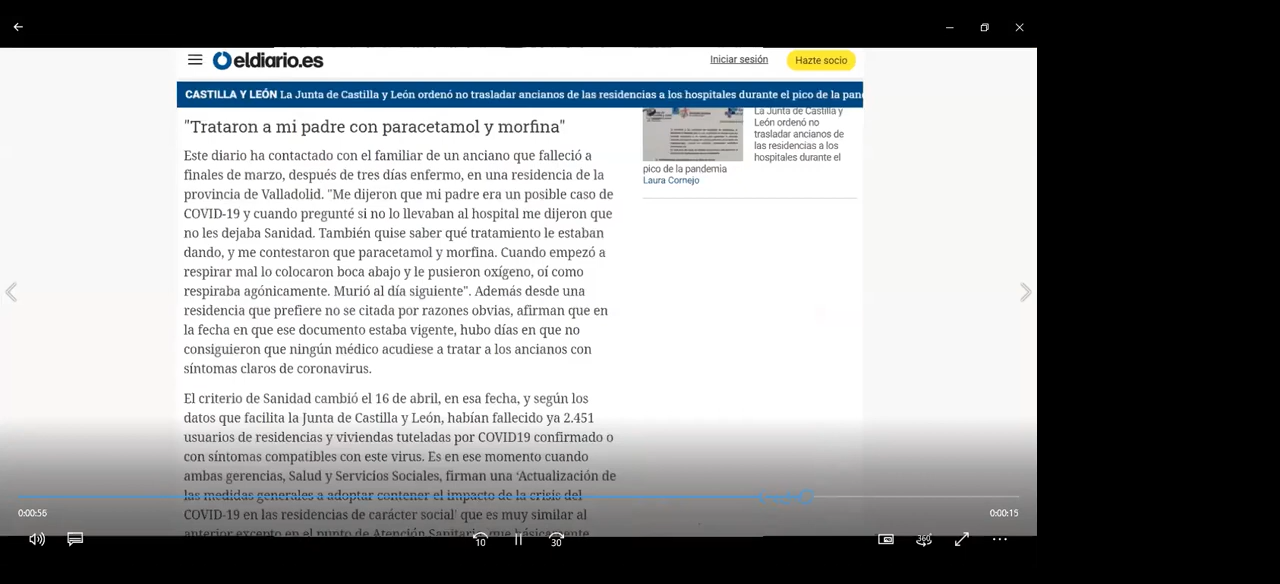 eldiario.es
Iniciar sesión
Hazte socio
CASTILLA Y LEÓN La Junta de Castilla y León ordenó no trasladar ancianos de las residencias a los hospitales durante el pico de la pan
"Trataron a mi padre con paracetamol y morfina"
Este diario ha contactado con el familiar de un anciano que falleció a
finales de marzo, después de tres días enfermo, en una residencia de la
provincia de Valladolid. "Me dijeron que mi padre era un posible caso de
COVID-19 y cuando pregunté si no lo llevaban al hospital me dijeron que
no les dejaba Sanidad. También quise saber qué tratamiento le estaban
dando, y me contestaron que paracetamol y morfina. Cuando empezó a
respirar mal lo colocaron boca abajo y le pusieron oxígeno, oí como
respiraba agónicamente. Murió al día siguiente". Además desde una
residencia que prefiere no se citada por razones obvias, afirman que en
la fecha en que ese documento estaba vigente, hubo días en que no
consiguieron que ningún médico acudiese a tratar a los ancianos con
síntomas claros de coronavirus.
El criterio de Sanidad cambió el 16 de abril, en esa fecha, y según los
datos que facilita la Junta de Castilla y León, habían fallecido ya 2.451
usuarios de residencias y viviendas tuteladas por COVID19 confirmado o
con síntomas compatibles con este virus. Es en ese momento cuando
ambas gerencias, Salud y Servicios Sociales, firman una 'Actualización de
las medidas generales a adoptar contener el impacto de la crisis del
COVID-19 en las residencias de carácter social' que es muy similar al
anterior excepto en el punto de Atención Sanitaria que básicamente
La Junta de Castilla y
León ordenó no
trasladar ancianos de
las residencias a los
hospitales durante el
pico de la pandemia
Laura Cornejo
0:00:55
0:00:15
10
30
360